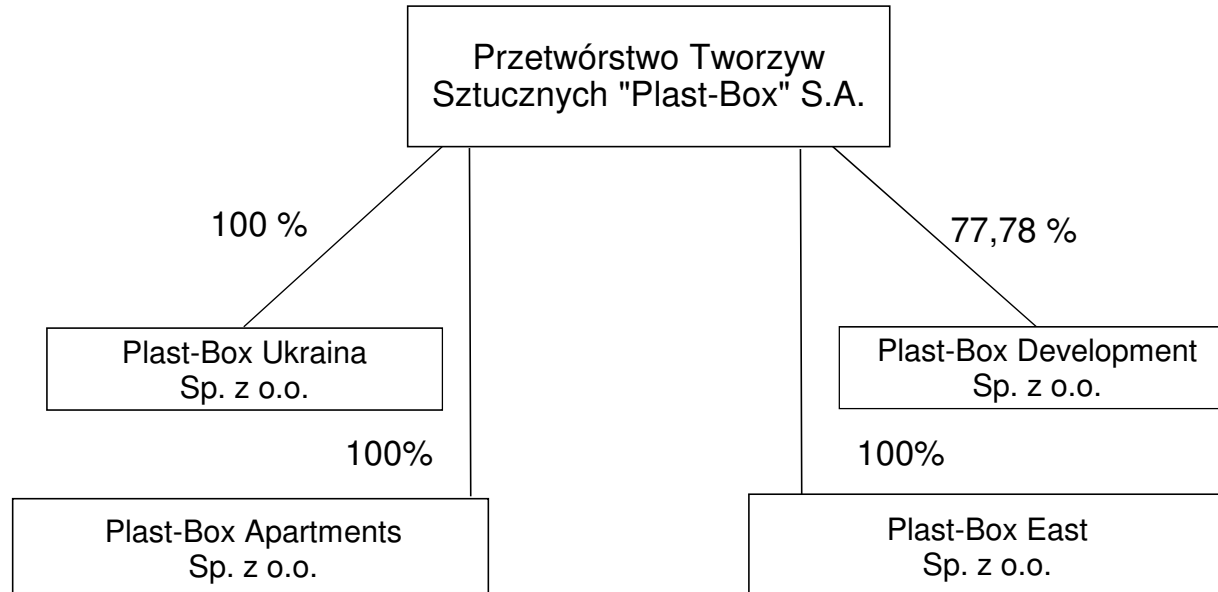 Przetwórstwo Tworzyw
Sztucznych "Plast-Box" S.A.
100 %
77,78 %
Plast-Box Ukraina
Sp. z o.o.
Plast-Box Development
Sp. z o.o.
100%
100%
Plast-Box Apartments
Sp. z o.o.
Plast-Box East
Sp. z o.o.